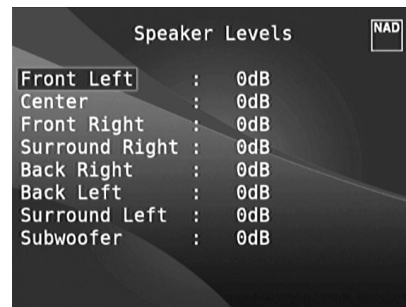 Speaker Levels
NAD
Front Left : 0dB
Center : 0dB
Front Right : 0dB
Surround Right : 0dB
Back Right : 0dB
Back Left : 0dB
Surround Left : 0dB
Subwoofer : 0dB